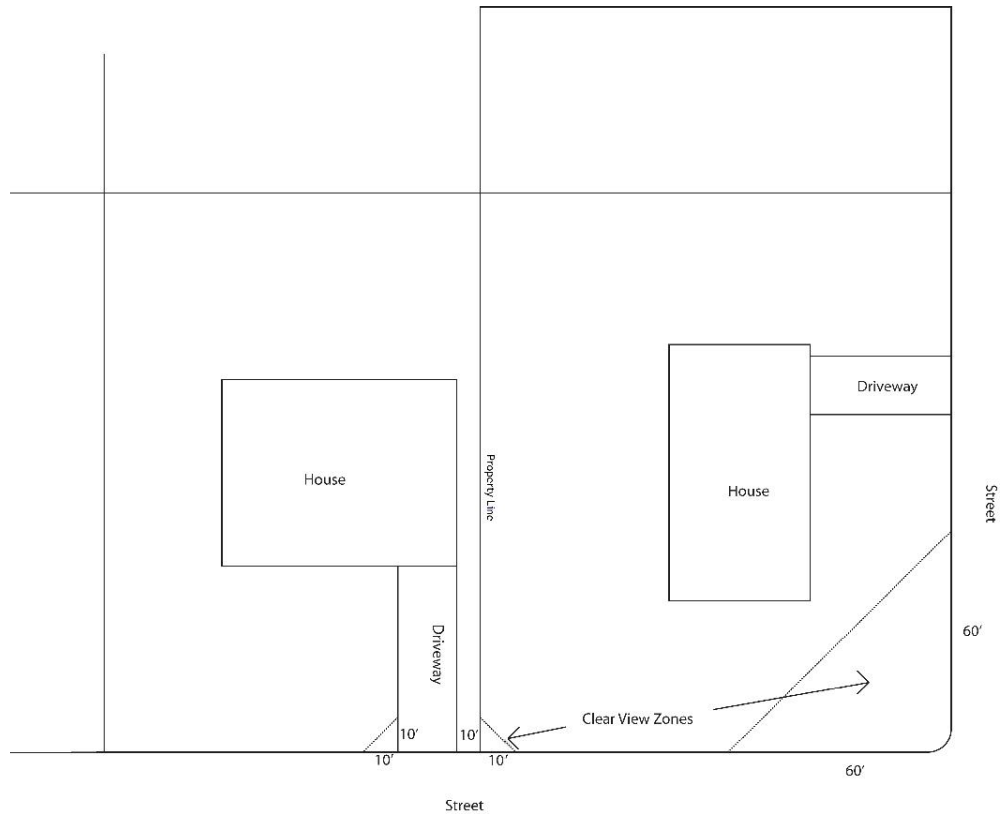 Driveway
House
Property Line
House
Street
Driveway
60'
Clear View Zones
10'
10'
10'
10'
60'
Street